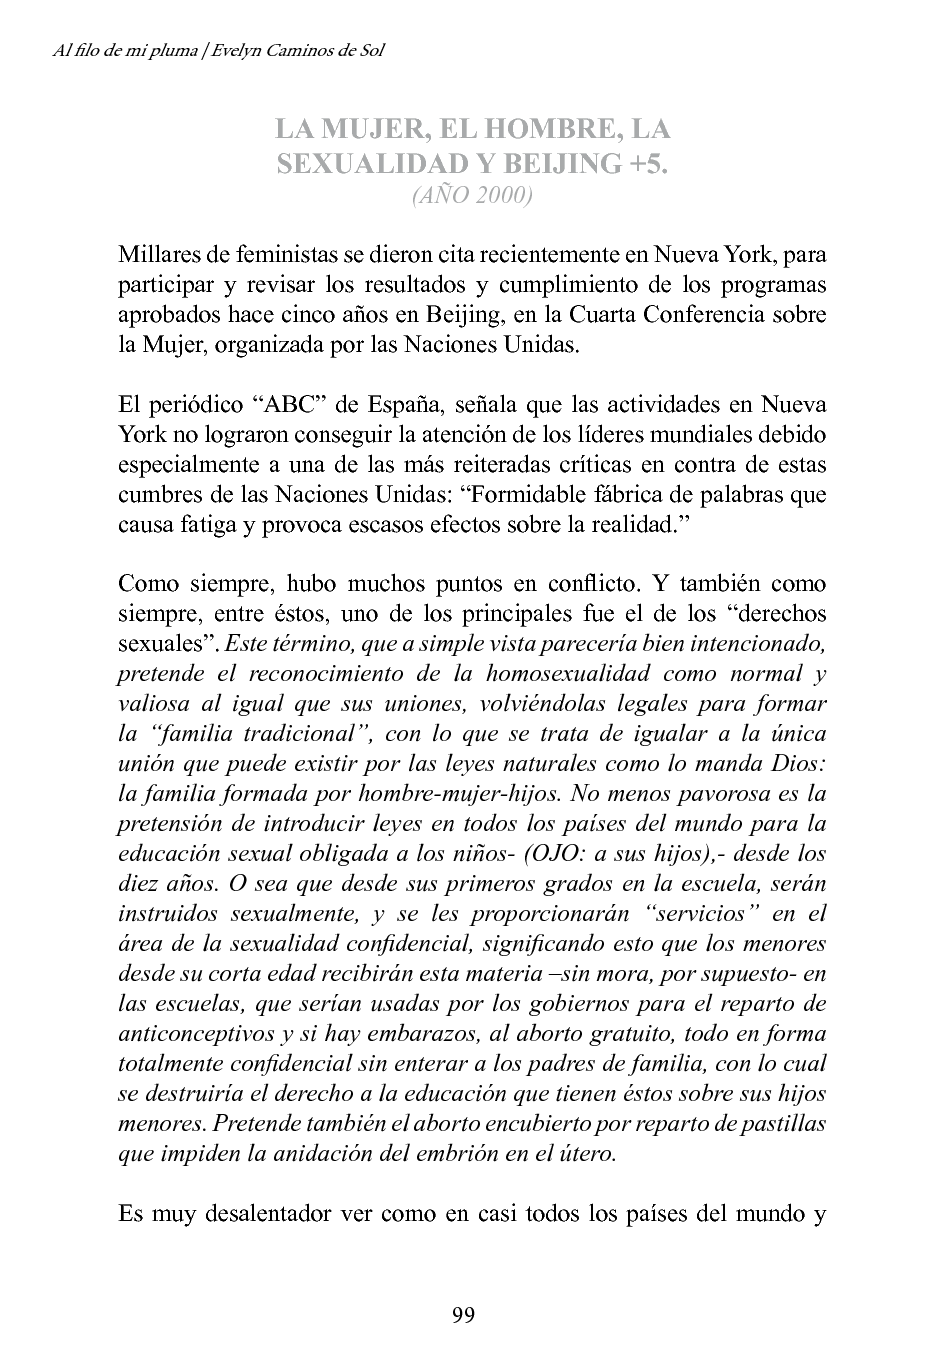 Al filo de mi pluma | Evelyn Caminos de Sol
LA MUJER, EL HOMBRE, LA
SEXUALIDAD Y BEIJING +5.
(AÑO 2000)
Millares de feministas se dieron cita recientemente en Nueva York, para
participar y revisar los resultados y cumplimiento de los programas
aprobados hace cinco años en Beijing, en la Cuarta Conferencia sobre
la Mujer, organizada por las Naciones Unidas.
El periódico “ABC” de España, señala que las actividades en Nueva
York no lograron conseguir la atención de los líderes mundiales debido
especialmente a una de las más reiteradas críticas en contra de estas
cumbres de las Naciones Unidas: “Formidable fábrica de palabras que
causa fatiga y provoca escasos efectos sobre la realidad.”
Como siempre, hubo muchos puntos en conflicto. Y también como
siempre, entre éstos, uno de los principales fue el de los “derechos
sexuales”. Este término, que a simple vista parecería bien intencionado,
pretende el reconocimiento de la homosexualidad como normal y
valiosa al igual que sus uniones, volviéndolas legales para formar
la “familia tradicional”, con lo que se trata de igualar a la única
unión que puede existir por las leyes naturales como lo manda Dios:
la familia formada por hombre-mujer-hijos. No menos pavorosa es la
pretensión de introducir leyes en todos los países del mundo para la
educación sexual obligada a los niños- (OJO: a sus hijos),- desde los
diez años. O sea que desde sus primeros grados en la escuela, serán
instruidos sexualmente, y se les proporcionarán “servicios” en el
área de la sexualidad confidencial, significando esto que los menores
desde su corta edad recibirán esta materia –sin mora, por supuesto- en
las escuelas, que serían usadas por los gobiernos para el reparto de
anticonceptivos y si hay embarazos, al aborto gratuito, todo en forma
totalmente confidencial sin enterar a los padres de familia, con lo cual
se destruiría el derecho a la educación que tienen éstos sobre sus hijos
menores. Pretende también el aborto encubierto por reparto de pastillas
que impiden la anidación del embrión en el útero.
Es muy desalentador ver como en casi todos los países del mundo y
99